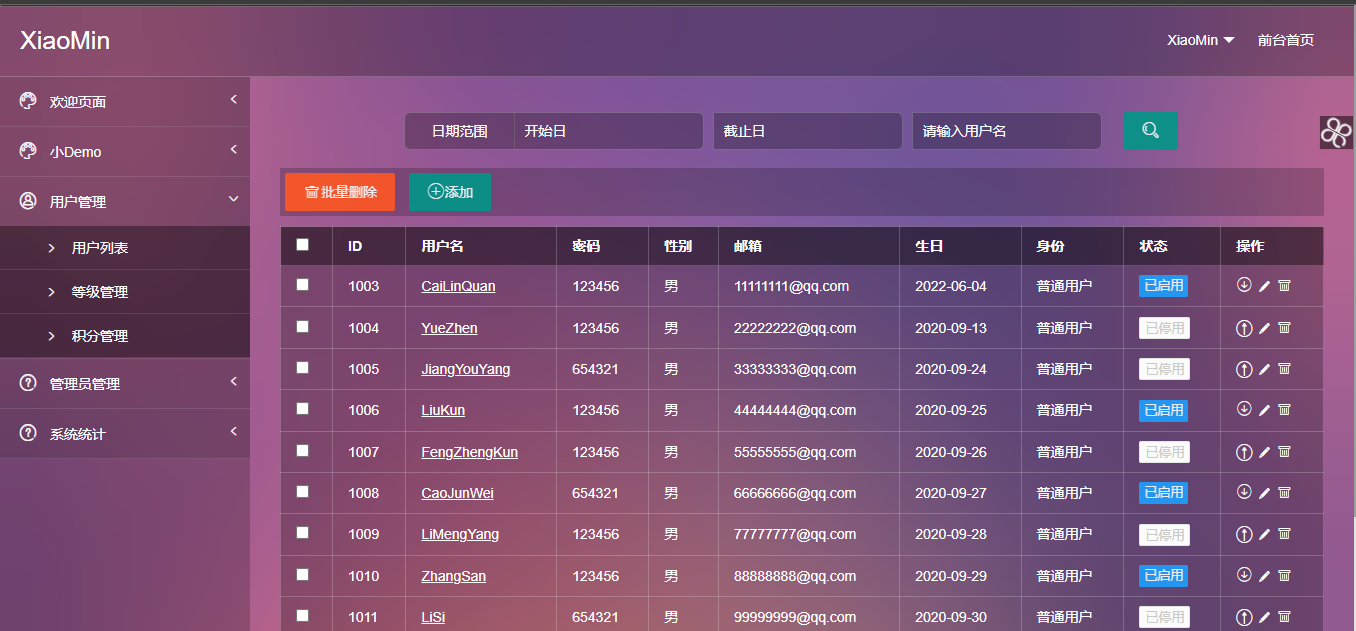 XiaoMin
XiaoMin 前台首页
欢迎页面
小Demo
用户管理
用户列表
等级管理
积分管理
管理员管理
系统统计
日期范围 开始日 截止日 请输入用户名
批量删除 添加
ID 用户名 密码 性别 邮箱 生日 身份 状态 操作
1003 CaiLinQuan 123456 男 11111111@qq.com 2022-06-04 普通用户 已启用
1004 YueZhen 123456 男 22222222@qq.com 2020-09-13 普通用户 已停用
1005 JiangYouYang 654321 男 33333333@qq.com 2020-09-24 普通用户 已停用
1006 LiuKun 123456 男 44444444@qq.com 2020-09-25 普通用户 已启用
1007 FengZhengKun 123456 男 55555555@qq.com 2020-09-26 普通用户 已停用
1008 CaoJunWei 654321 男 66666666@qq.com 2020-09-27 普通用户 已启用
1009 LiMengYang 123456 男 77777777@qq.com 2020-09-28 普通用户 已停用
1010 ZhangSan 123456 男 88888888@qq.com 2020-09-29 普通用户 已启用
1011 LiSi 654321 男 99999999@qq.com 2020-09-30 普通用户 已停用